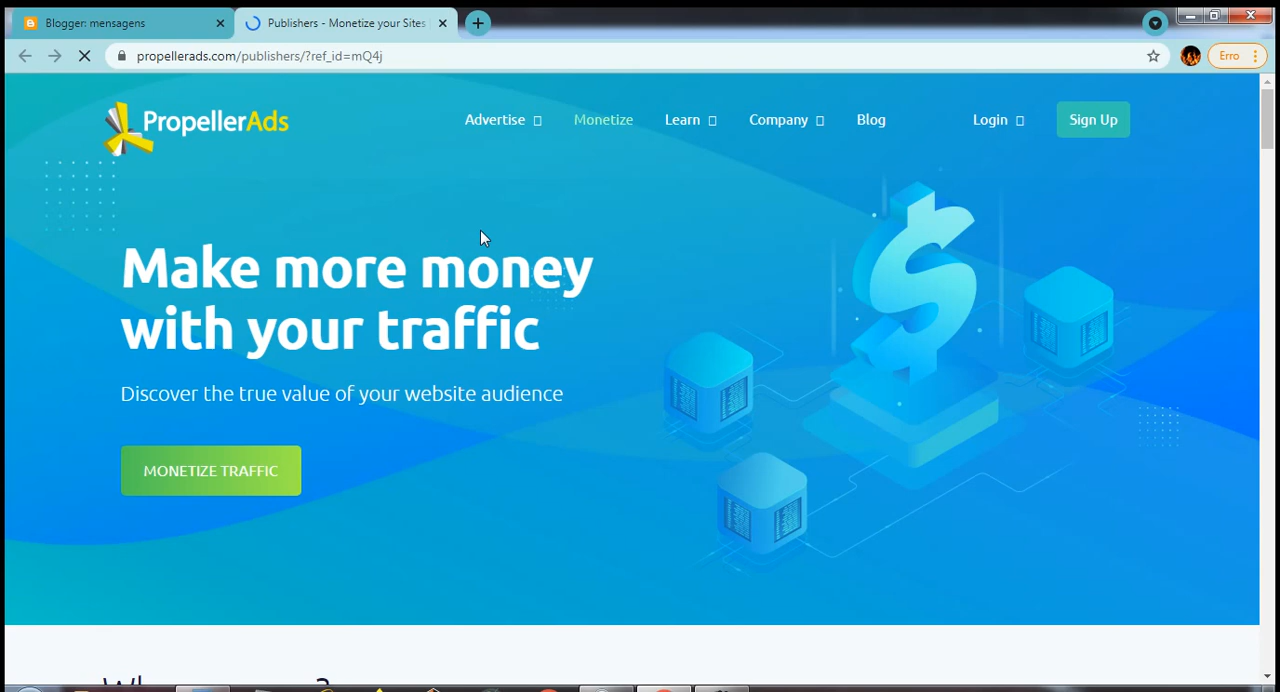 Blogger: mensagens
Publishers - Monetize your Sites
propellerads.com/publishers/?ref_id=mQ4j
Erro
PropellerAds
Advertise
Monetize
Learn
Company
Blog
Login
Sign Up
Make more money
with your traffic
Discover the true value of your website audience
MONETIZE TRAFFIC